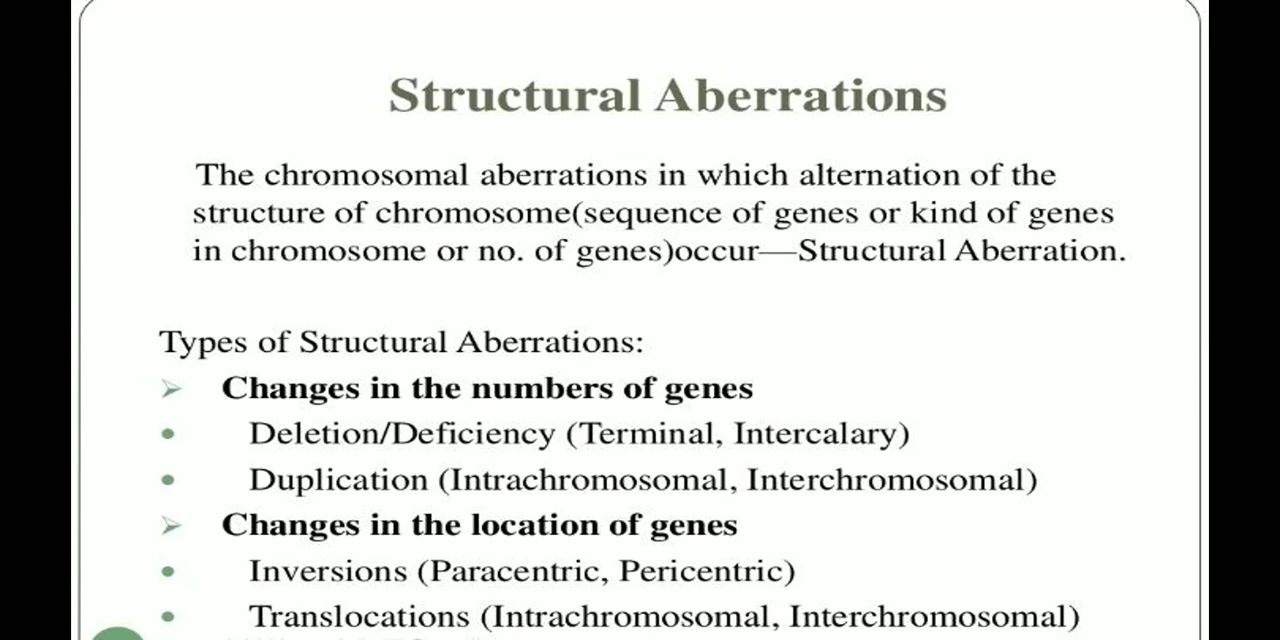 Structural Aberrations
The chromosomal aberrations in which alternation of the
structure of chromosome(sequence of genes or kind of genes
in chromosome or no. of genes)occur—Structural Aberration.
Types of Structural Aberrations:
➢ Changes in the numbers of genes
• Deletion/Deficiency (Terminal, Intercalary)
• Duplication (Intrachromosomal, Interchromosomal)
➢ Changes in the location of genes
• Inversions (Paracentric, Pericentric)
• Translocations (Intrachromosomal, Interchromosomal)